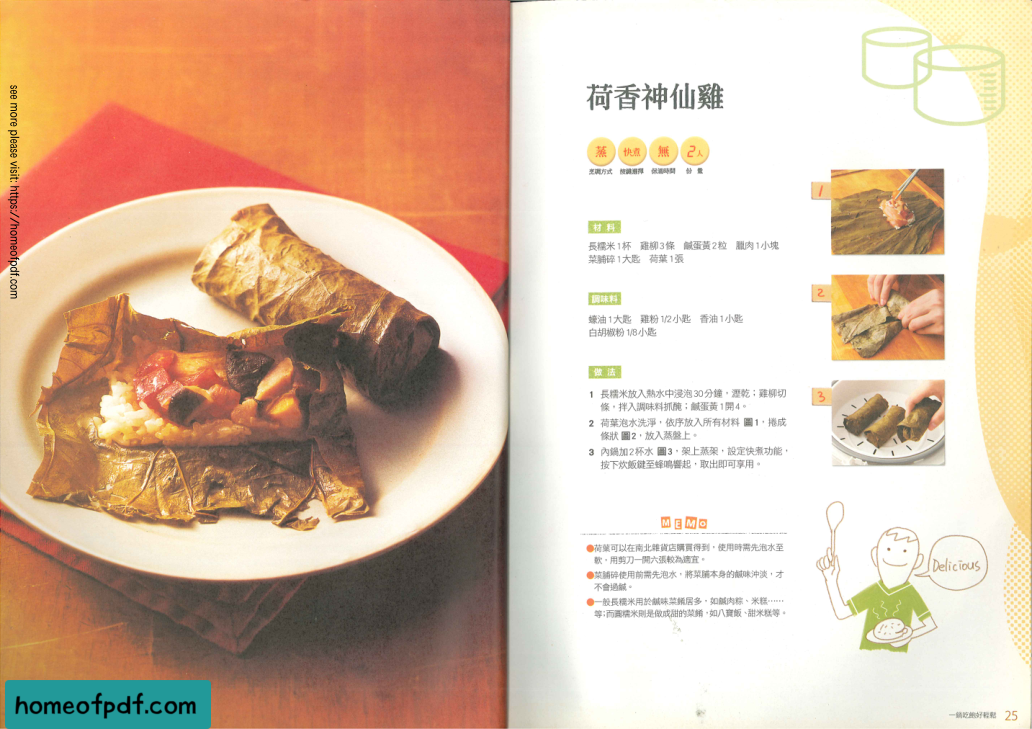 see more please visit: https://homeofpdf.com
homeofpdf.com
荷香神仙雞
蒸 快煮 無 2人
烹調方式 按鍵選擇 保溫時間 份 量
材 料
長糯米1杯 雞柳3條 鹹蛋黃2粒 臘肉1小塊
菜脯碎1大匙 荷葉1張
調味料
蠔油1大匙 雞粉1/2小匙 香油1小匙
白胡椒粉1/8小匙
做 法
1 長糯米放入熱水中浸泡30分鐘,瀝乾;雞柳切
條,拌入調味料抓醃;鹹蛋黃1開4。
2 荷葉泡水洗淨,依序放入所有材料 圖1,捲成
條狀 圖2,放入蒸盤上。
3 內鍋加2杯水 圖3,架上蒸架,設定快煮功能,
按下炊飯鍵至蜂鳴響起,取出即可享用。
MEMO
●荷葉可以在南北雜貨店購買得到,使用時需先泡水至
軟,用剪刀一開六張較為適宜。
●菜脯碎使用前需先泡水,將菜脯本身的鹹味沖淡,才
不會過鹹。
●一般長糯米用於鹹味菜餚居多,如鹹肉粽、米糕……
等;而圓糯米則是做成甜的菜餚,如八寶飯、甜米糕等。
1
2
3
Delicious
一鍋吃飽好輕鬆 25